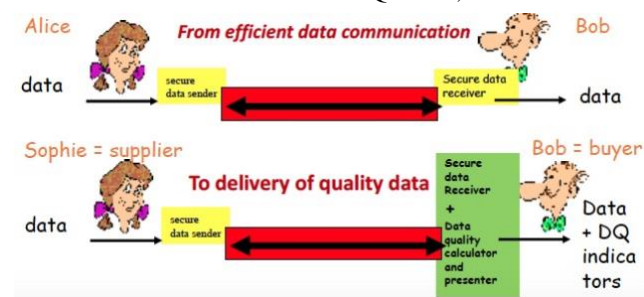 Alice
From efficient data communication
Bob
data
secure
data sender
Secure data
receiver
data
Sophie = supplier
To delivery of quality data
Bob = buyer
data
secure
data sender
Secure
data
Receiver
+
Data
quality
calculator
and
presenter
Data
+ DQ
indica
tors